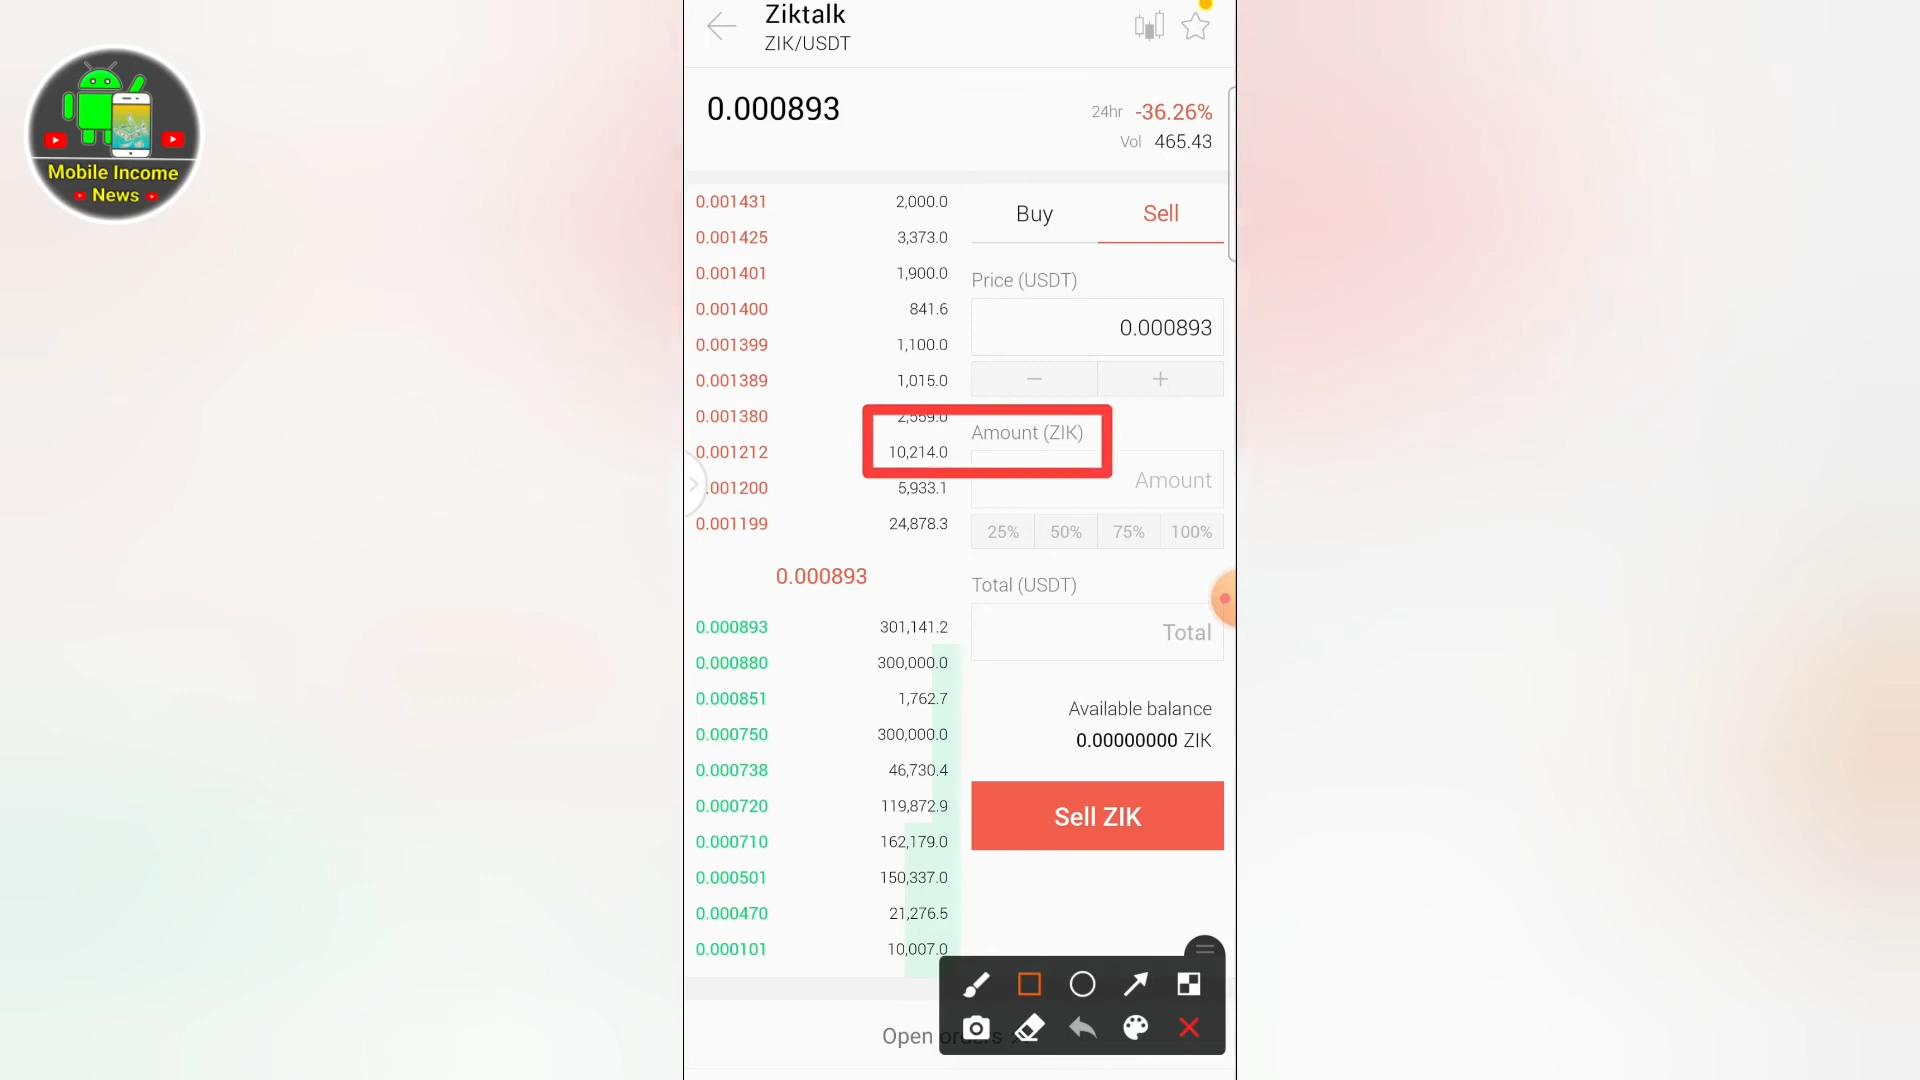 Mobile Income
News
Ziktalk
ZIK/USDT
0.000893
24hr -36.26%
Vol 465.43
0.001431 2,000.0
0.001425 3,373.0
0.001401 1,900.0
0.001400 841.6
0.001399 1,100.0
0.001389 1,015.0
0.001380 2,559.0
0.001212 10,214.0
.001200 5,933.1
0.001199 24,878.3
0.000893
0.000893 301,141.2
0.000880 300,000.0
0.000851 1,762.7
0.000750 300,000.0
0.000738 46,730.4
0.000720 119,872.9
0.000710 162,179.0
0.000501 150,337.0
0.000470 21,276.5
0.000101 10,007.0
Buy Sell
Price (USDT)
0.000893
Amount (ZIK)
Amount
25% 50% 75% 100%
Total (USDT)
Total
Available balance
0.00000000 ZIK
Sell ZIK
Open orders